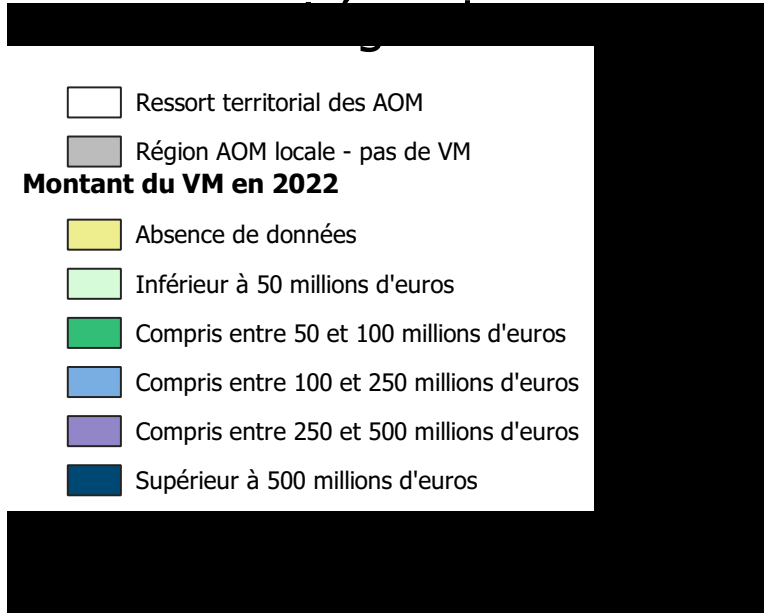 Ressort territorial des AOM
Région AOM locale - pas de VM
Montant du VM en 2022
Absence de données
Inférieur à 50 millions d'euros
Compris entre 50 et 100 millions d'euros
Compris entre 100 et 250 millions d'euros
Compris entre 250 et 500 millions d'euros
Supérieur à 500 millions d'euros